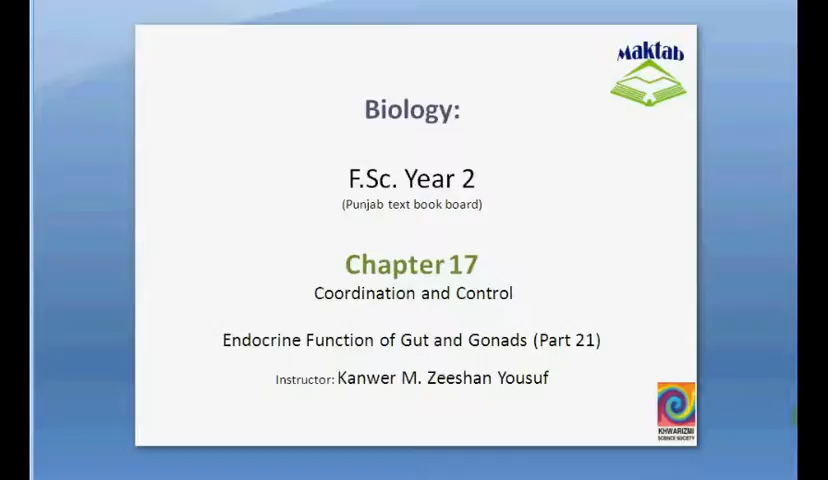 Maktab
Biology:
F.Sc. Year 2
(Punjab text book board)
Chapter 17
Coordination and Control
Endocrine Function of Gut and Gonads (Part 21)
Instructor: Kanwer M. Zeeshan Yousuf
KHWARIZMI
SCIENCE SOCIETY